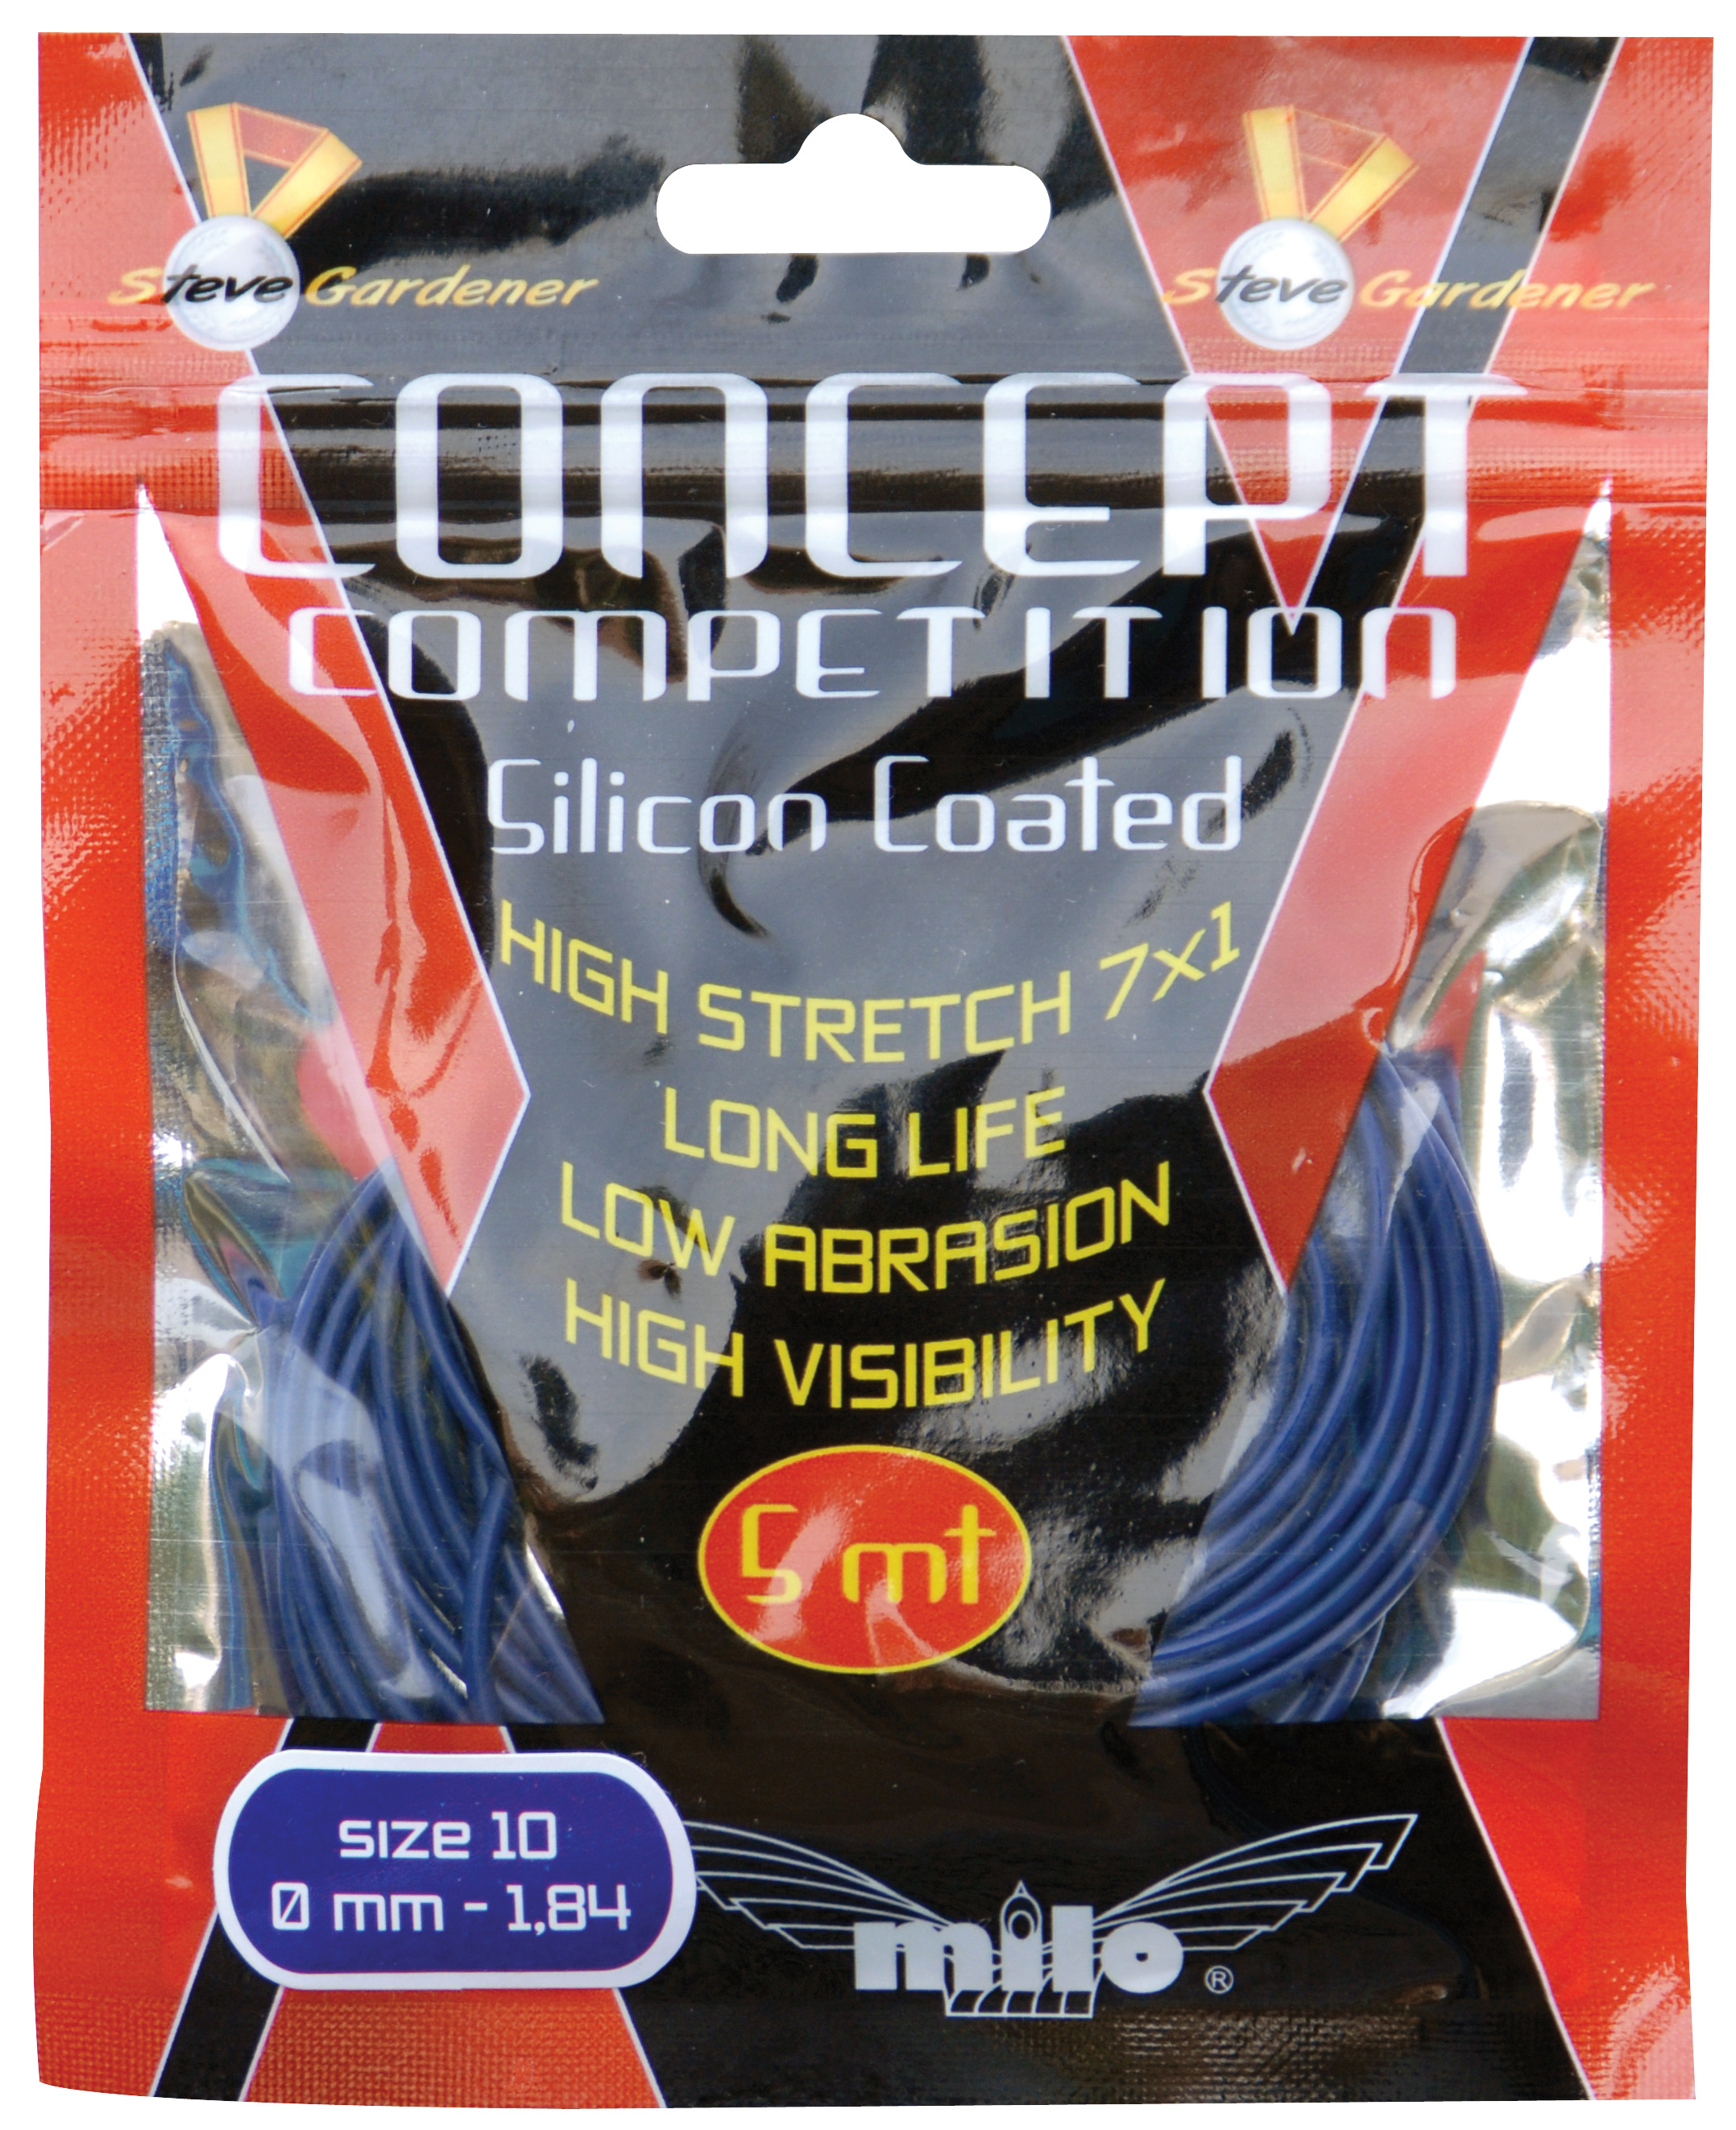 Steve Gardener
Steve Gardener
CONCEPT
COMPETITION
Silicon Coated
HIGH STRETCH 7x1
LONG LIFE
LOW ABRASION
HIGH VISIBILITY
5 mt
size 10
Ø mm - 1,84
milo ®